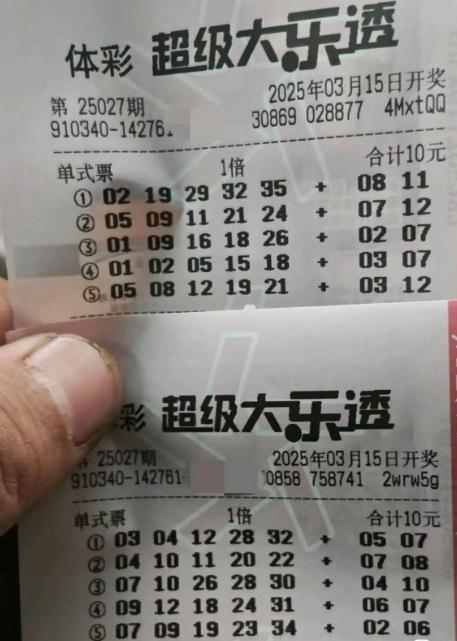 体彩 超级大乐透
第 25027期 2025年03月15日开奖
910340-14276 30869 028877 4MxtQQ
单式票 1倍 合计10元
① 02 19 29 32 35 + 08 11
② 05 09 11 21 24 + 07 12
③ 01 09 16 18 26 + 02 07
④ 01 02 05 15 18 + 03 07
⑤ 05 08 12 19 21 + 03 12
彩 超级大乐透
25027期 2025年03月15日开奖
910340-142761- 0858 758741 2wrw5g
单式票 1倍 合计10元
① 03 04 12 28 32 + 05 07
② 04 10 11 20 22 + 07 08
③ 07 10 26 28 30 + 04 10
④ 09 12 18 24 31 + 06 07
⑤ 07 09 19 23 34 + 02 06